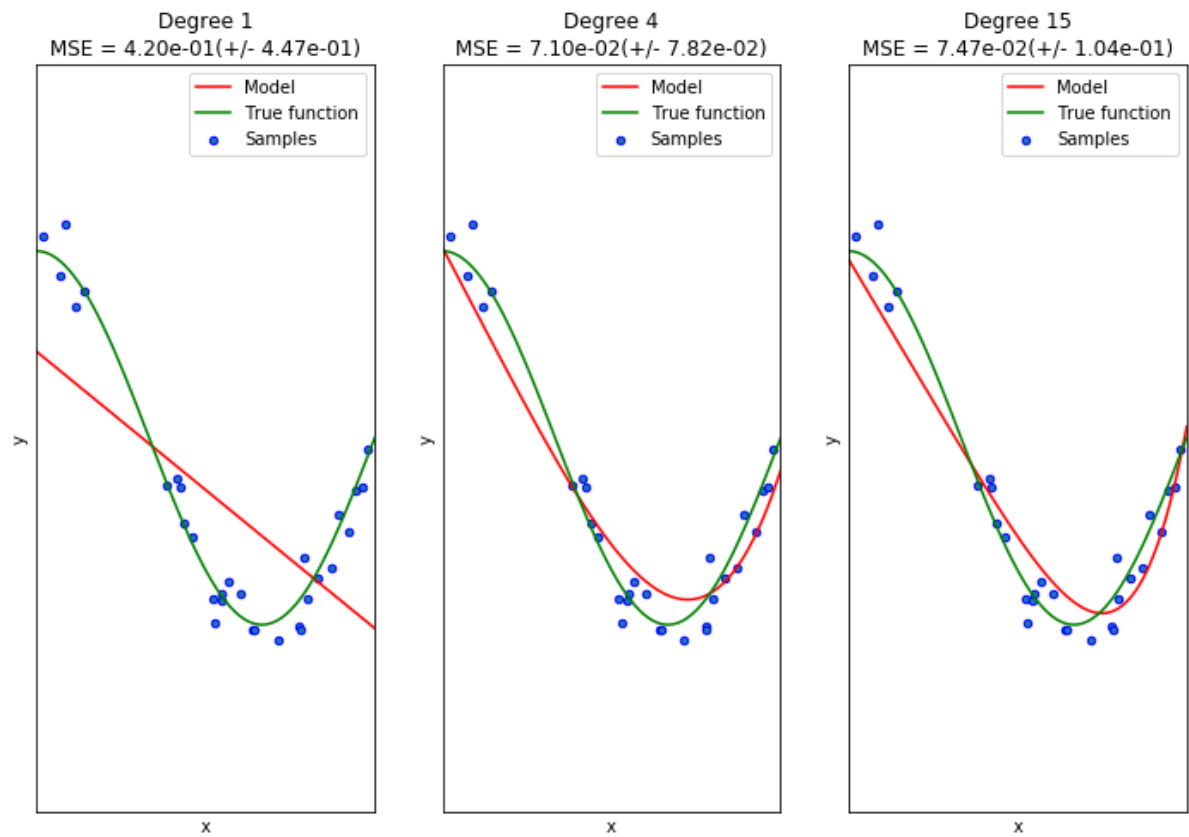 Degree 1
MSE = 4.20e-01(+/- 4.47e-01)
Model
True function
Samples
y
x
Degree 4
MSE = 7.10e-02(+/- 7.82e-02)
Model
True function
Samples
y
x
Degree 15
MSE = 7.47e-02(+/- 1.04e-01)
Model
True function
Samples
y
x